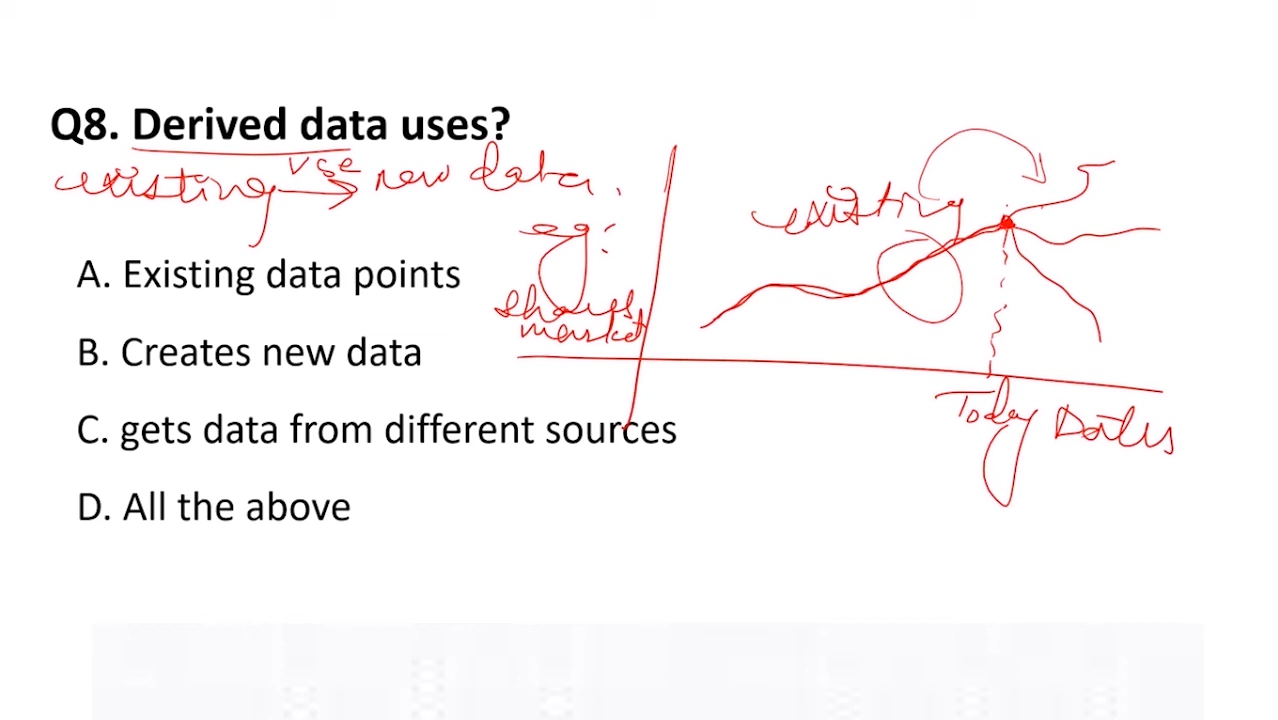 Q8. Derived data uses?
existing use → new data.
eg:
shares
market
existing
A. Existing data points
B. Creates new data
C. gets data from different sources
D. All the above
Today Dates